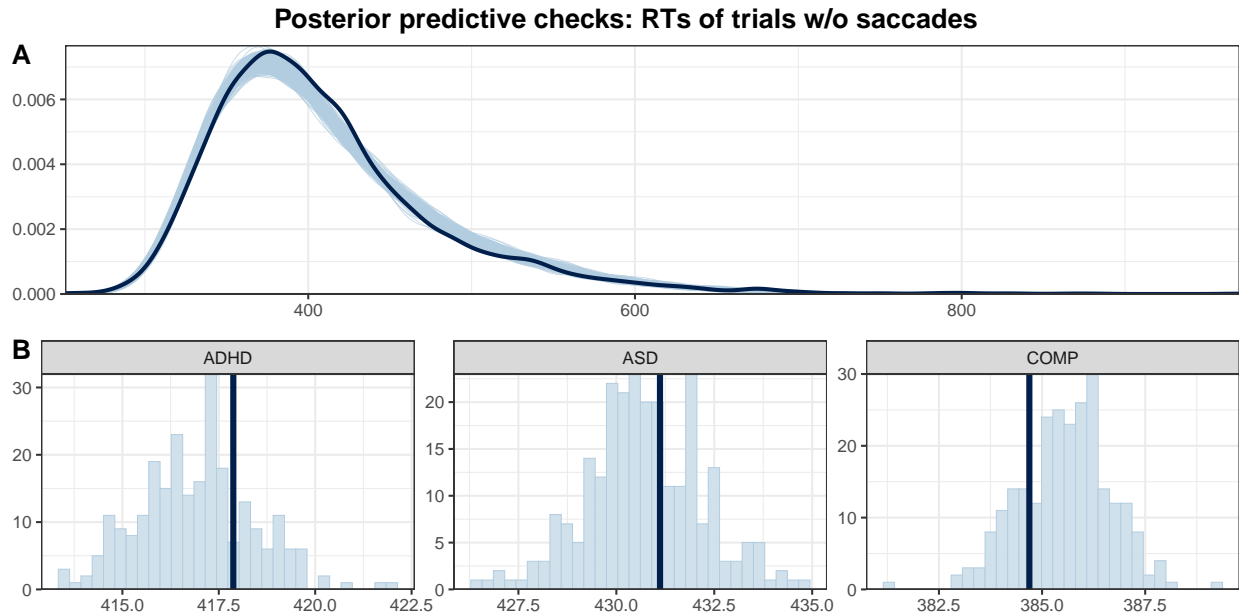 Posterior predictive checks: RTs of trials w/o saccades
A
0.006
0.004
0.002
0.000
400 600 800
B
ADHD ASD COMP
30
20
10
0
415.0 417.5 420.0 422.5
20
15
10
5
0
427.5 430.0 432.5 435.0
30
20
10
0
382.5 385.0 387.5